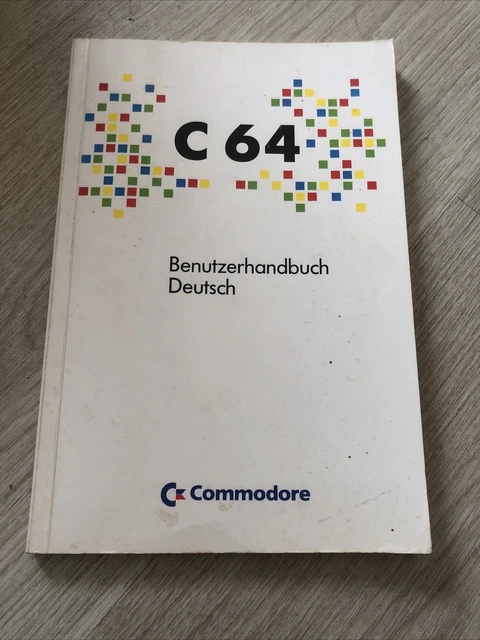 C 64
Benutzerhandbuch
Deutsch
Commodore